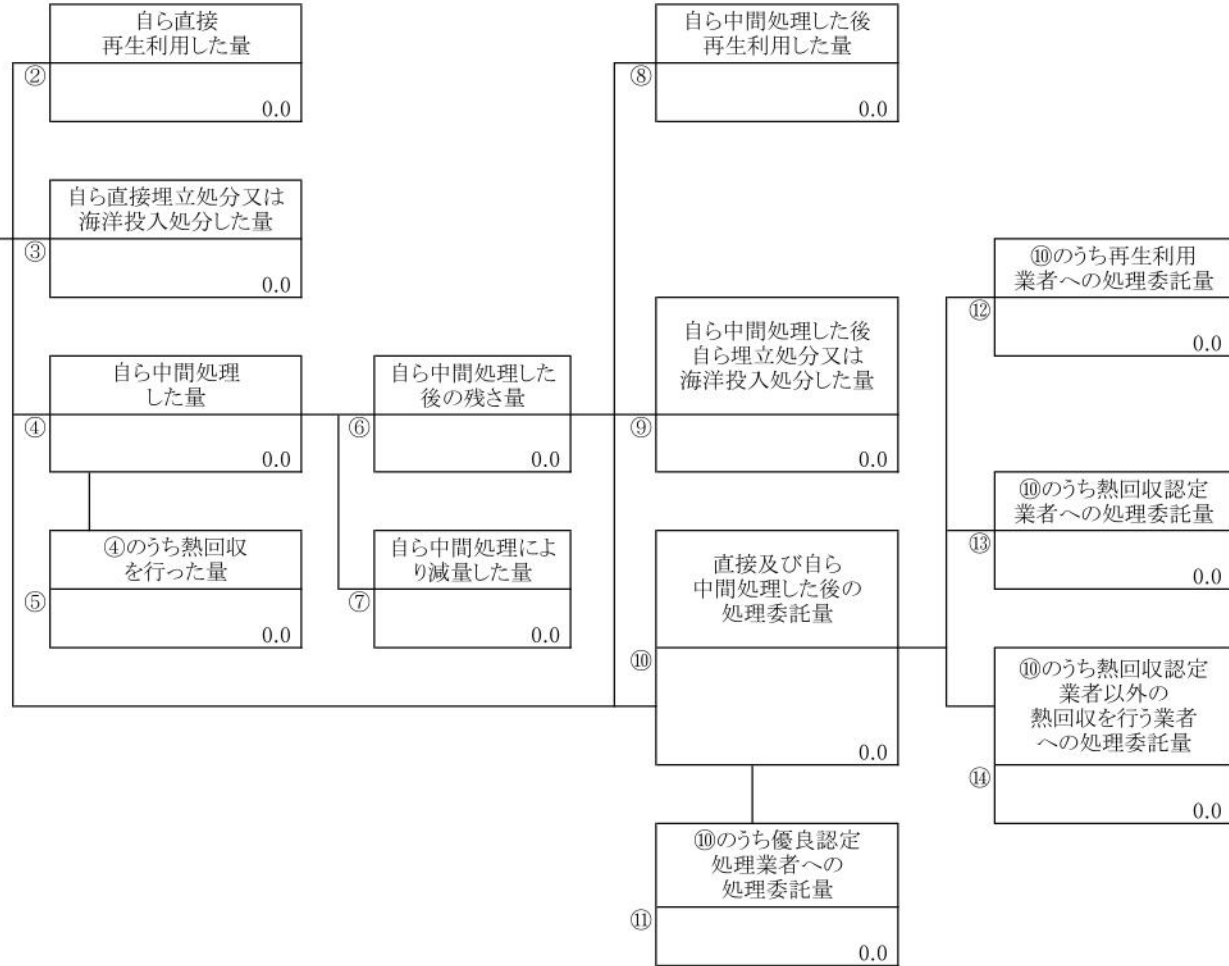 自ら直接
再生利用した量
②
0.0
自ら中間処理した後
再生利用した量
⑧
0.0
自ら直接埋立処分又は
海洋投入処分した量
③
0.0
⑩のうち再生利用
業者への処理委託量
⑫
0.0
自ら中間処理
した量
④
0.0
自ら中間処理した
後の残さ量
⑥
0.0
自ら中間処理した後
自ら埋立処分又は
海洋投入処分した量
⑨
0.0
⑩のうち熱回収認定
業者への処理委託量
⑬
0.0
④のうち熱回収
を行った量
⑤
0.0
自ら中間処理によ
り減量した量
⑦
0.0
直接及び自ら
中間処理した後の
処理委託量
⑩
0.0
⑩のうち熱回収認定
業者以外の
熱回収を行う業者
への処理委託量
⑭
0.0
⑩のうち優良認定
処理業者への
処理委託量
⑪
0.0